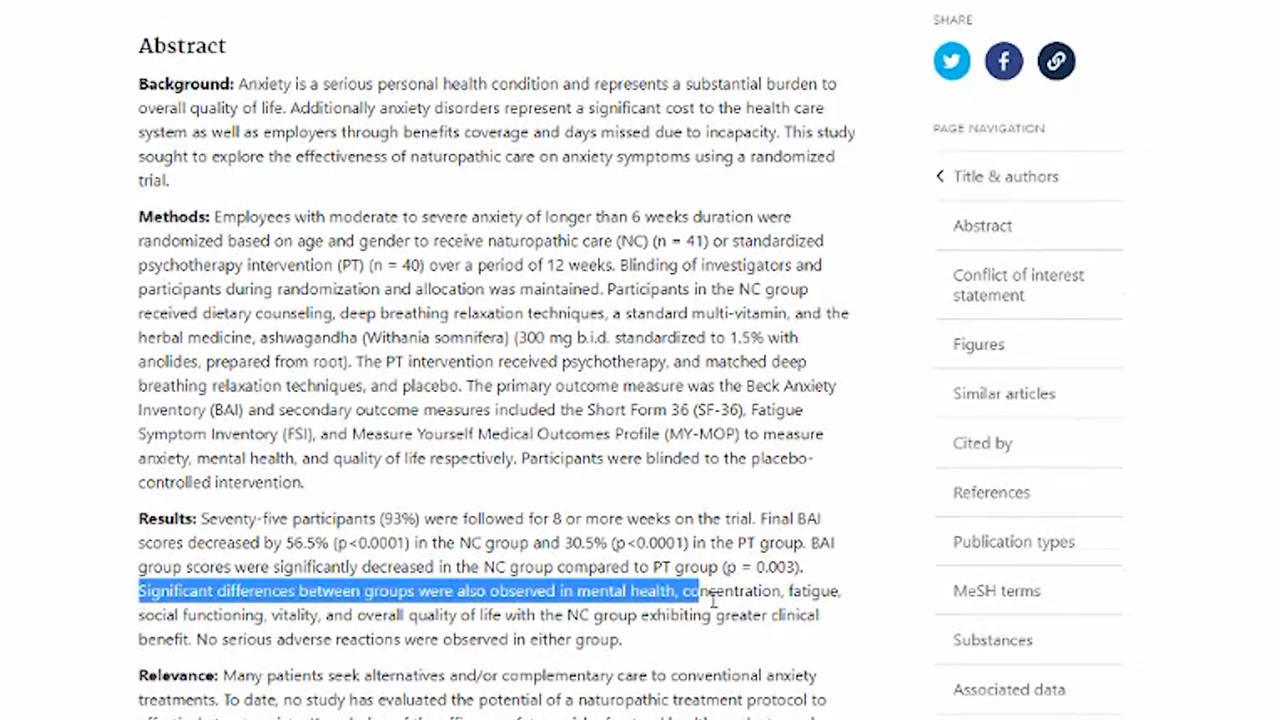 Abstract
Background: Anxiety is a serious personal health condition and represents a substantial burden to
overall quality of life. Additionally anxiety disorders represent a significant cost to the health care
system as well as employers through benefits coverage and days missed due to incapacity. This study
sought to explore the effectiveness of naturopathic care on anxiety symptoms using a randomized
trial.
Methods: Employees with moderate to severe anxiety of longer than 6 weeks duration were
randomized based on age and gender to receive naturopathic care (NC) (n = 41) or standardized
psychotherapy intervention (PT) (n = 40) over a period of 12 weeks. Blinding of investigators and
participants during randomization and allocation was maintained. Participants in the NC group
received dietary counseling, deep breathing relaxation techniques, a standard multi-vitamin, and the
herbal medicine, ashwagandha (Withania somnifera) (300 mg b.i.d. standardized to 1.5% with
anolides, prepared from root). The PT intervention received psychotherapy, and matched deep
breathing relaxation techniques, and placebo. The primary outcome measure was the Beck Anxiety
Inventory (BAI) and secondary outcome measures included the Short Form 36 (SF-36), Fatigue
Symptom Inventory (FSI), and Measure Yourself Medical Outcomes Profile (MY-MOP) to measure
anxiety, mental health, and quality of life respectively. Participants were blinded to the placebo-
controlled intervention.
Results: Seventy-five participants (93%) were followed for 8 or more weeks on the trial. Final BAI
scores decreased by 56.5% (p<0.0001) in the NC group and 30.5% (p<0.0001) in the PT group. BAI
group scores were significantly decreased in the NC group compared to PT group (p = 0.003).
Significant differences between groups were also observed in mental health, concentration, fatigue,
social functioning, vitality, and overall quality of life with the NC group exhibiting greater clinical
benefit. No serious adverse reactions were observed in either group.
Relevance: Many patients seek alternatives and/or complementary care to conventional anxiety
treatments. To date, no study has evaluated the potential of a naturopathic treatment protocol to
SHARE
PAGE NAVIGATION
Title & authors
Abstract
Conflict of interest
statement
Figures
Similar articles
Cited by
References
Publication types
MeSH terms
Substances
Associated data